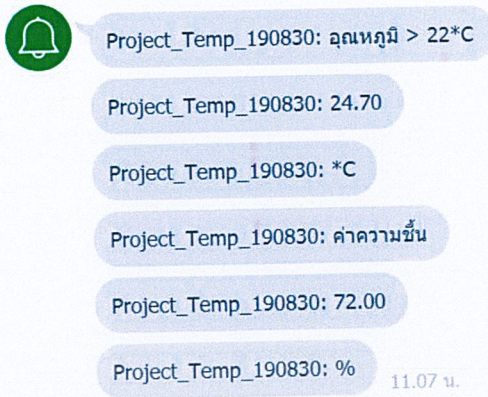 Project_Temp_190830: อุณหภูมิ > 22*C
Project_Temp_190830: 24.70
Project_Temp_190830: *C
Project_Temp_190830: ค่าความชื้น
Project_Temp_190830: 72.00
Project_Temp_190830: %
11.07 น.